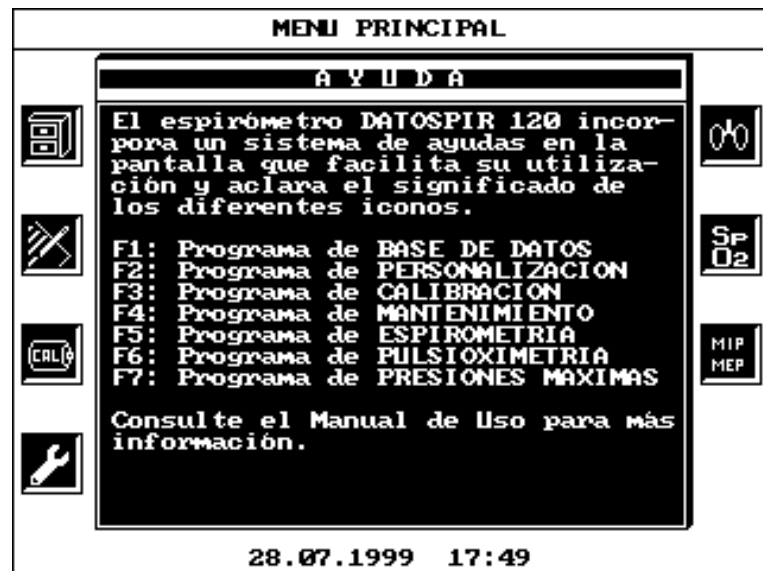 MENU PRINCIPAL
AYUDA
El espirómetro DATOSPIR 120 incor-
pora un sistema de ayudas en la
pantalla que facilita su utiliza-
ción y aclara el significado de
los diferentes iconos.
F1: Programa de BASE DE DATOS
F2: Programa de PERSONALIZACION
F3: Programa de CALIBRACION
F4: Programa de MANTENIMIENTO
F5: Programa de ESPIROMETRIA
F6: Programa de PULSIOXIMETRIA
F7: Programa de PRESIONES MAXIMAS
Consulte el Manual de Uso para más
información.
CAL
SP
O2
MIP
MEP
28.07.1999 17:49